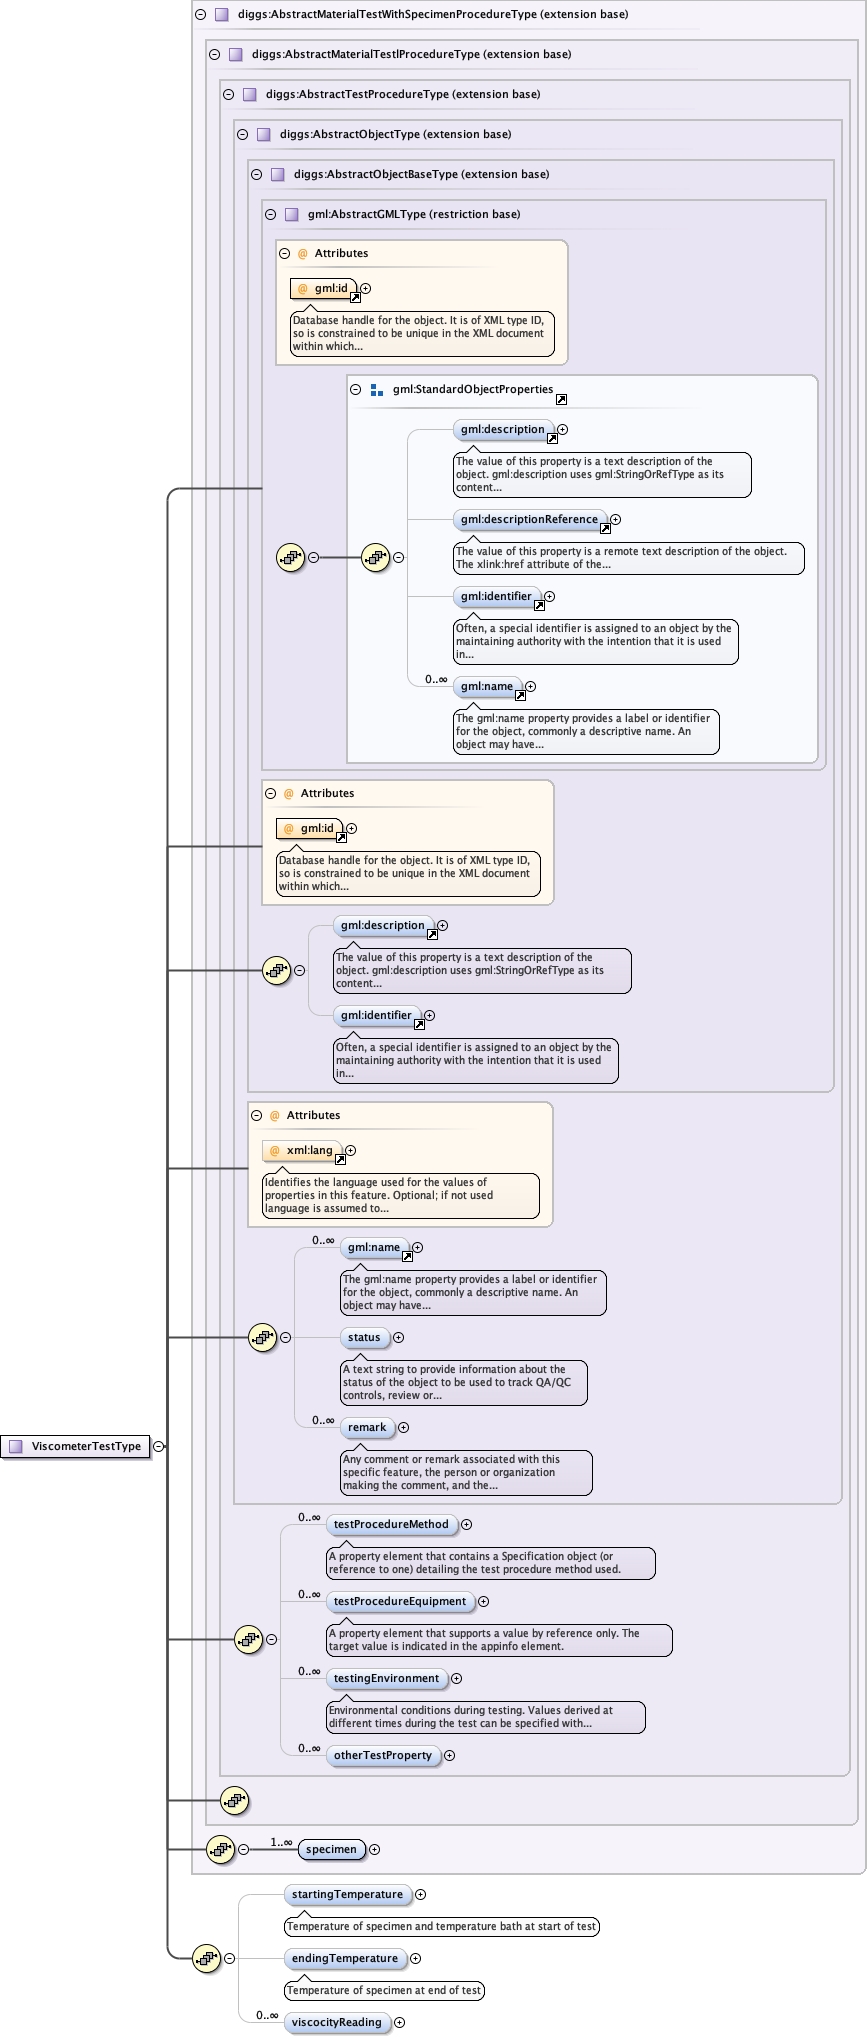 diggs:AbstractMaterialTestWithSpecimenProcedureType (extension base)
diggs:AbstractMaterialTestlProcedureType (extension base)
diggs:AbstractTestProcedureType (extension base)
diggs:AbstractObjectType (extension base)
diggs:AbstractObjectBaseType (extension base)
gml:AbstractGMLType (restriction base)
@ Attributes
@ gml:id
Database handle for the object. It is of XML type ID,
so is constrained to be unique in the XML document
within which...
gml:StandardObjectProperties
gml:description
The value of this property is a text description of the
object. gml:description uses gml:StringOrRefType as its
content...
gml:descriptionReference
The value of this property is a remote text description of the object.
The xlink:href attribute of the...
gml:identifier
Often, a special identifier is assigned to an object by the
maintaining authority with the intention that it is used
in...
0..∞ gml:name
The gml:name property provides a label or identifier
for the object, commonly a descriptive name. An
object may have...
@ Attributes
@ gml:id
Database handle for the object. It is of XML type ID,
so is constrained to be unique in the XML document
within which...
gml:description
The value of this property is a text description of the
object. gml:description uses gml:StringOrRefType as its
content...
gml:identifier
Often, a special identifier is assigned to an object by the
maintaining authority with the intention that it is used
in...
@ Attributes
@ xml:lang
Identifies the language used for the values of
properties in this feature. Optional; if not used
language is assumed to...
0..∞ gml:name
The gml:name property provides a label or identifier
for the object, commonly a descriptive name. An
object may have...
status
A text string to provide information about the
status of the object to be used to track QA/QC
controls, review or...
0..∞ remark
ViscometerTestType
Any comment or remark associated with this
specific feature, the person or organization
making the comment, and the...
0..∞ testProcedureMethod
A property element that contains a Specification object (or
reference to one) detailing the test procedure method used.
0..∞ testProcedureEquipment
A property element that supports a value by reference only. The
target value is indicated in the appinfo element.
0..∞ testingEnvironment
Environmental conditions during testing. Values derived at
different times during the test can be specified with...
0..∞ otherTestProperty
1..∞ specimen
startingTemperature
Temperature of specimen and temperature bath at start of test
endingTemperature
Temperature of specimen at end of test
0..∞ viscocityReading